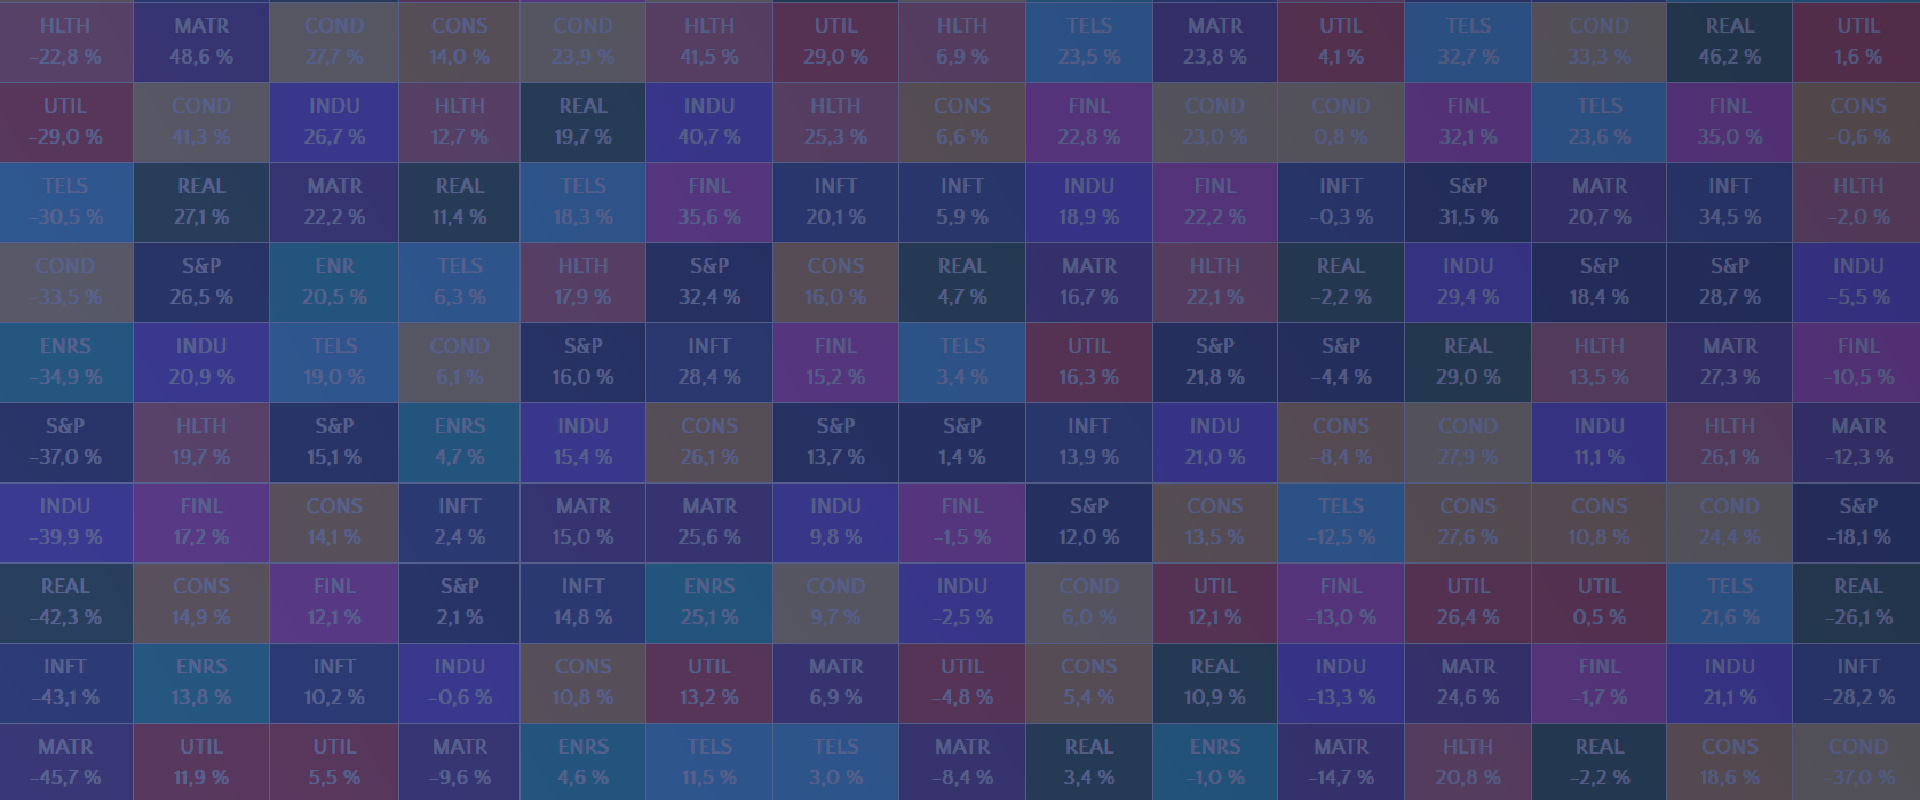 HLTH MATR COND CONS COND HLTH UTIL HLTH TELS MATR UTIL TELS COND REAL UTIL
-22,8 % 48,6 % 27,7 % 14,0 % 23,9 % 41,5 % 29,0 % 6,9 % 23,5 % 23,8 % 4,1 % 32,7 % 33,3 % 46,2 % 1,6 %
UTIL COND INDU HLTH REAL INDU HLTH CONS FINL COND COND FINL TELS FINL CONS
-29,0 % 41,3 % 26,7 % 12,7 % 19,7 % 40,7 % 25,3 % 6,6 % 22,8 % 23,0 % 0,8 % 32,1 % 23,6 % 35,0 % -0,6 %
TELS REAL MATR REAL TELS FINL INFT INFT INDU FINL INFT S&P MATR INFT HLTH
-30,5 % 27,1 % 22,2 % 11,4 % 18,3 % 35,6 % 20,1 % 5,9 % 18,9 % 22,2 % -0,3 % 31,5 % 20,7 % 34,5 % -2,0 %
COND S&P ENR TELS HLTH S&P CONS REAL MATR HLTH REAL INDU S&P S&P INDU
-33,5 % 26,5 % 20,5 % 6,3 % 17,9 % 32,4 % 16,0 % 4,7 % 16,7 % 22,1 % -2,2 % 29,4 % 18,4 % 28,7 % -5,5 %
ENRS INDU TELS COND S&P INFT FINL TELS UTIL S&P S&P REAL HLTH MATR FINL
-34,9 % 20,9 % 19,0 % 6,1 % 16,0 % 28,4 % 15,2 % 3,4 % 16,3 % 21,8 % -4,4 % 29,0 % 13,5 % 27,3 % -10,5 %
S&P HLTH S&P ENRS INDU CONS S&P S&P INFT INDU CONS COND INDU HLTH MATR
-37,0 % 19,7 % 15,1 % 4,7 % 15,4 % 26,1 % 13,7 % 1,4 % 13,9 % 21,0 % -8,4 % 27,9 % 11,1 % 26,1 % -12,3 %
INDU FINL CONS INFT MATR MATR INDU FINL S&P CONS TELS CONS CONS COND S&P
-39,9 % 17,2 % 14,1 % 2,4 % 15,0 % 25,6 % 9,8 % -1,5 % 12,0 % 13,5 % -12,5 % 27,6 % 10,8 % 24,4 % -18,1 %
REAL CONS FINL S&P INFT ENRS COND INDU COND UTIL FINL UTIL UTIL TELS REAL
-42,3 % 14,9 % 12,1 % 2,1 % 14,8 % 25,1 % 9,7 % -2,5 % 6,0 % 12,1 % -13,0 % 26,4 % 0,5 % 21,6 % -26,1 %
INFT ENRS INFT INDU CONS UTIL MATR UTIL CONS REAL INDU MATR FINL INDU INFT
-43,1 % 13,8 % 10,2 % -0,6 % 10,8 % 13,2 % 6,9 % -4,8 % 5,4 % 10,9 % -13,3 % 24,6 % -1,7 % 21,1 % -28,2 %
MATR UTIL UTIL MATR ENRS TELS TELS MATR REAL ENRS MATR HLTH REAL CONS COND
-45,7 % 11,9 % 5,5 % -9,6 % 4,6 % 11,5 % 3,0 % -8,4 % 3,4 % -1,0 % -14,7 % 20,8 % -2,2 % 18,6 % -37,0 %